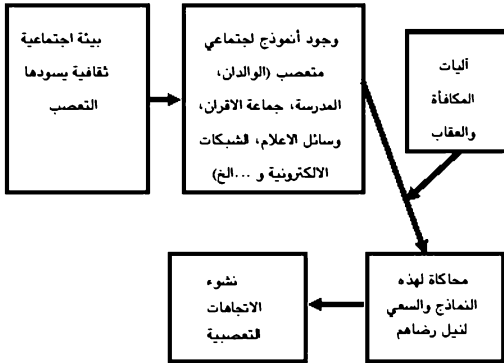 بيئة اجتماعية
ثقافية يسودها
التعصب
وجود أنموذج اجتماعي
متعصب (الوالدان،
المدرسة، جماعة الاقران،
وسائل الاعلام، الشبكات
الالكترونية و ...الخ)
آليات
المكافأة
والعقاب
محاكاة لهذه
النماذج والسعي
لنيل رضاهم
نشوء
الاتجاهات
التعصبية